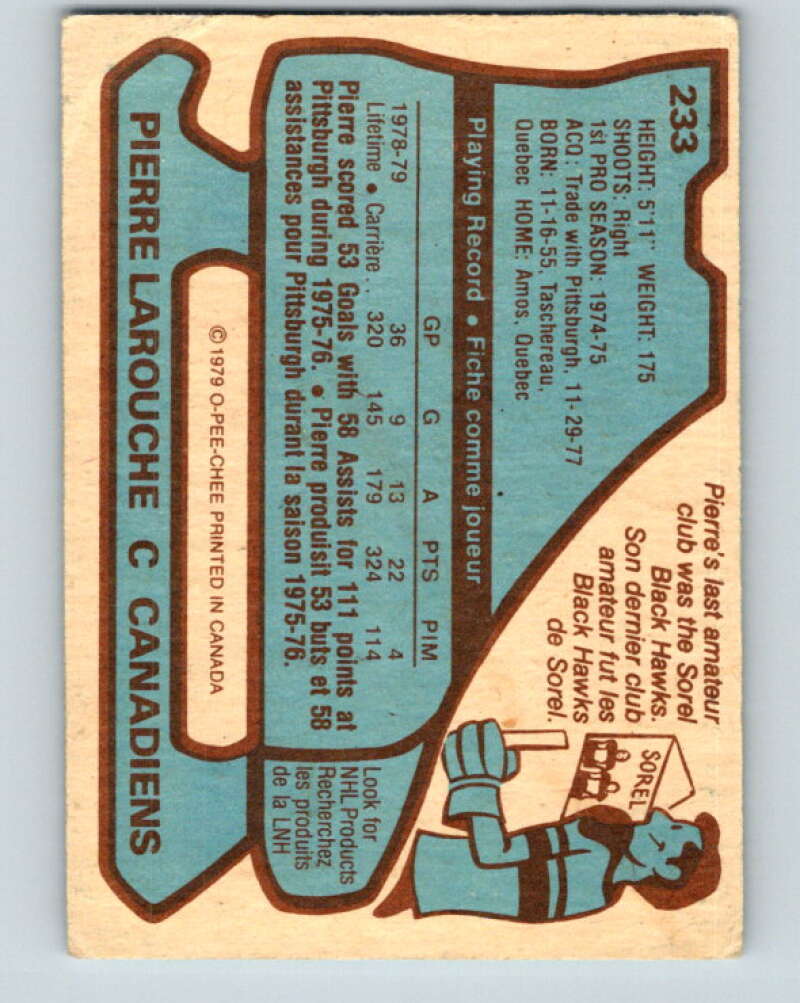 233
HEIGHT: 5'11" WEIGHT: 175
SHOOTS: Right
1st PRO SEASON: 1974-75
ACQ: Trade with Pittsburgh, 11-29-77
BORN: 11-16-55, Taschereau,
Quebec HOME: Amos, Quebec
Pierre's last amateur
club was the Sorel
Black Hawks.
Son dernier club
amateur fut les
Black Hawks
de Sorel.
SOREL
Playing Record • Fiche comme joueur
GP G A PTS PIM
1978-79 36 9 13 22 4
Lifetime • Carrière .. 320 145 179 324 114
Pierre scored 53 Goals with 58 Assists for 111 points at
Pittsburgh during 1975-76. • Pierre produisit 53 buts et 58
assistances pour Pittsburgh durant la saison 1975-76.
Look for
NHL Products
Recherchez
les produits
de la LNH
© 1979 O-PEE-CHEE PRINTED IN CANADA
PIERRE LAROUCHE C CANADIENS